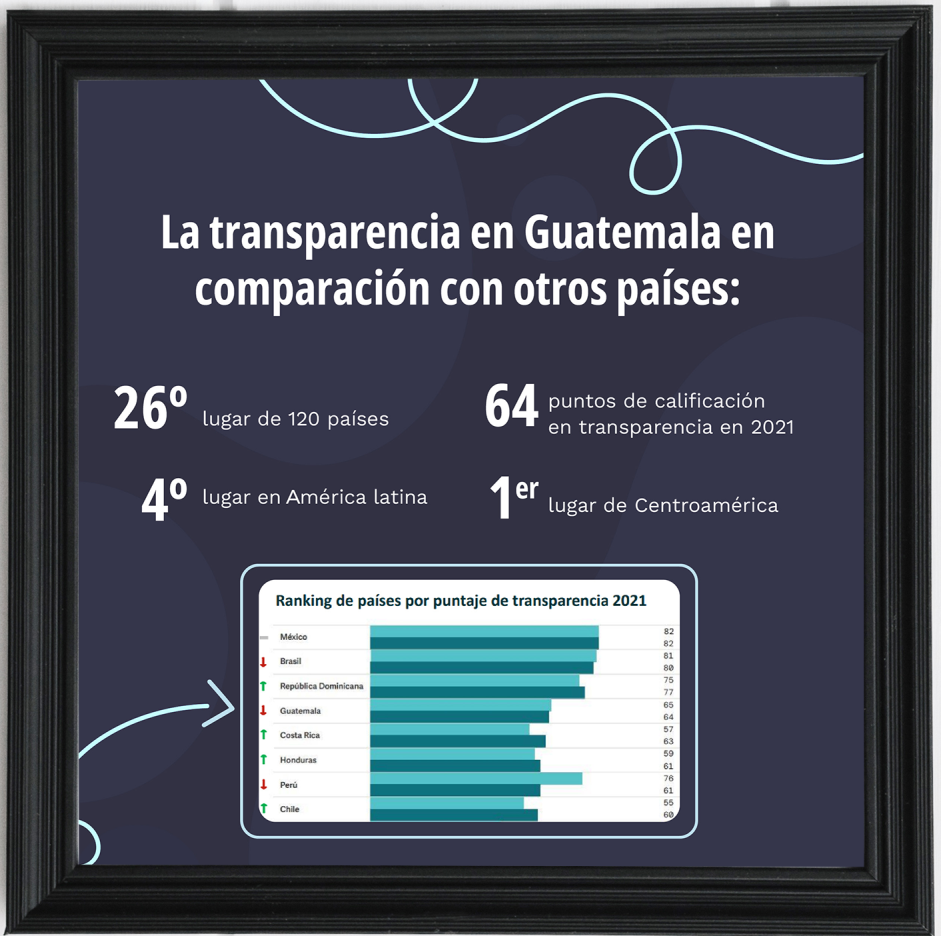 La transparencia en Guatemala en
comparación con otros países:
26º lugar de 120 países
64 puntos de calificación
en transparencia en 2021
4º lugar en América latina
1er lugar de Centroamérica
Ranking de países por puntaje de transparencia 2021
México 82
82
Brasil 81
80
República Dominicana 75
77
Guatemala 65
64
Costa Rica 57
63
Honduras 59
61
Perú 76
61
Chile 55
60